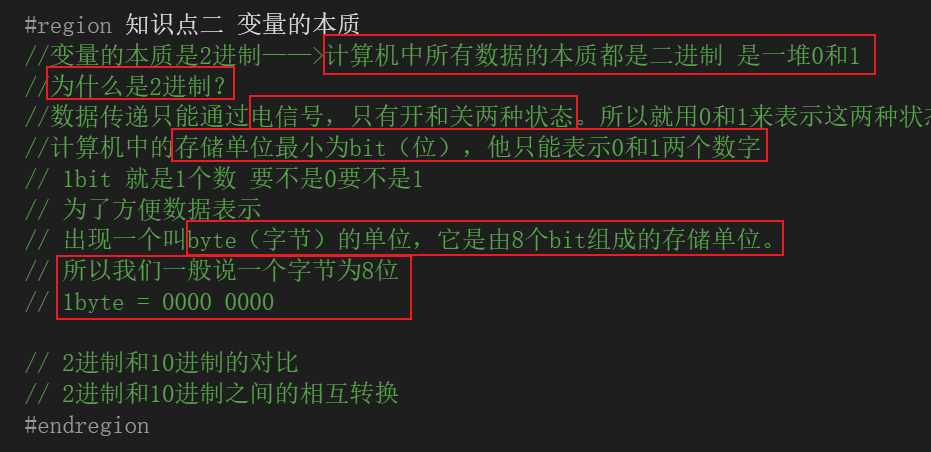 #region 知识点二 变量的本质
//变量的本质是2进制——>计算机中所有数据的本质都是二进制 是一堆0和1
//为什么是2进制？
//数据传递只能通过电信号，只有开和关两种状态。所以就用0和1来表示这两种状态
//计算机中的存储单位最小为bit（位），他只能表示0和1两个数字
// 1bit 就是1个数 要不是0要不是1
// 为了方便数据表示
// 出现一个叫byte（字节）的单位，它是由8个bit组成的存储单位。
// 所以我们一般说一个字节为8位
// 1byte = 0000 0000
// 2进制和10进制的对比
// 2进制和10进制之间的相互转换
#endregion